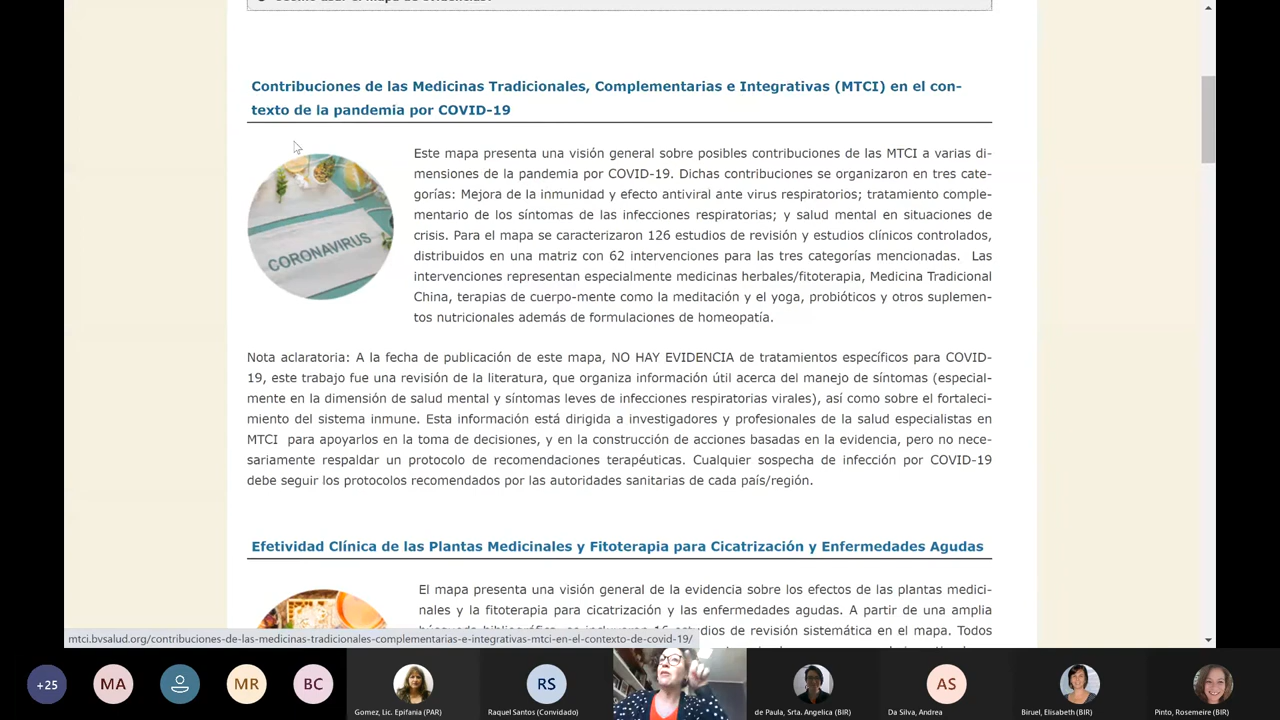 Contribuciones de las Medicinas Tradicionales, Complementarias e Integrativas (MTCI) en el con-
texto de la pandemia por COVID-19
CORONAVIRUS
Este mapa presenta una visión general sobre posibles contribuciones de las MTCI a varias di-
mensiones de la pandemia por COVID-19. Dichas contribuciones se organizaron en tres cate-
gorías: Mejora de la inmunidad y efecto antiviral ante virus respiratorios; tratamiento comple-
mentario de los síntomas de las infecciones respiratorias; y salud mental en situaciones de
crisis. Para el mapa se caracterizaron 126 estudios de revisión y estudios clínicos controlados,
distribuidos en una matriz con 62 intervenciones para las tres categorías mencionadas. Las
intervenciones representan especialmente medicinas herbales/fitoterapia, Medicina Tradicional
China, terapias de cuerpo-mente como la meditación y el yoga, probióticos y otros suplemen-
tos nutricionales además de formulaciones de homeopatía.
Nota aclaratoria: A la fecha de publicación de este mapa, NO HAY EVIDENCIA de tratamientos específicos para COVID-
19, este trabajo fue una revisión de la literatura, que organiza información útil acerca del manejo de síntomas (especial-
mente en la dimensión de salud mental y síntomas leves de infecciones respiratorias virales), así como sobre el fortaleci-
miento del sistema inmune. Esta información está dirigida a investigadores y profesionales de la salud especialistas en
MTCI para apoyarlos en la toma de decisiones, y en la construcción de acciones basadas en la evidencia, pero no nece-
sariamente respaldar un protocolo de recomendaciones terapéuticas. Cualquier sospecha de infección por COVID-19
debe seguir los protocolos recomendados por las autoridades sanitarias de cada país/región.
Efetividad Clínica de las Plantas Medicinales y Fitoterapia para Cicatrización y Enfermedades Agudas
El mapa presenta una visión general de la evidencia sobre los efectos de las plantas medici-
nales y la fitoterapia para cicatrización y las enfermedades agudas. A partir de una amplia
estudios de revisión sistemática en el mapa. Todos
mtci.bvsalud.org/contribuciones-de-las-medicinas-tradicionales-complementarias-e-integrativas-mtci-en-el-contexto-de-covid-19/
+25
MA
MR
BC
Gomez, Lic. Epifania (PAR)
RS
Raquel Santos (Convidado)
de Paula, Srta. Angelica (BIR)
AS
Da Silva, Andrea
Biruel, Elisabeth (BIR)
Pinto, Rosemeire (BIR)